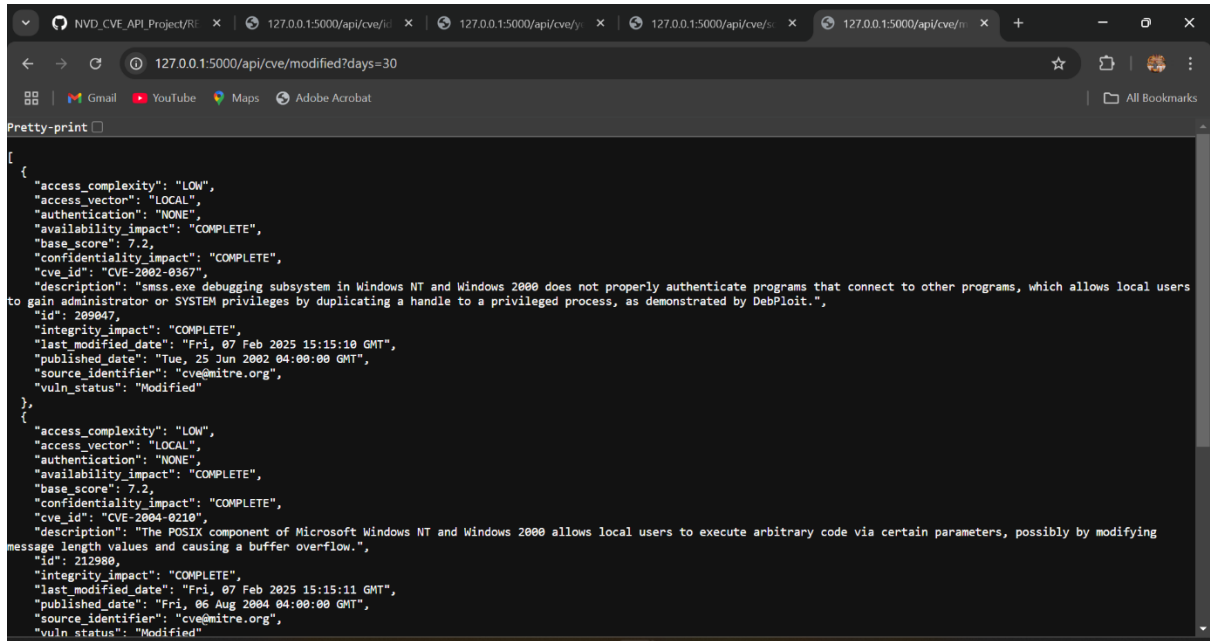 NVD_CVE_API_Project/RE
127.0.0.1:5000/api/cve/id
127.0.0.1:5000/api/cve/ye
127.0.0.1:5000/api/cve/sc
127.0.0.1:5000/api/cve/m
127.0.0.1:5000/api/cve/modified?days=30
Gmail
YouTube
Maps
Adobe Acrobat
All Bookmarks
Pretty-print
[
{
"access_complexity": "LOW",
"access_vector": "LOCAL",
"authentication": "NONE",
"availability_impact": "COMPLETE",
"base_score": 7.2,
"confidentiality_impact": "COMPLETE",
"cve_id": "CVE-2002-0367",
"description": "smss.exe debugging subsystem in Windows NT and Windows 2000 does not properly authenticate programs that connect to other programs, which allows local users
to gain administrator or SYSTEM privileges by duplicating a handle to a privileged process, as demonstrated by DebPloit.",
"id": 209047,
"integrity_impact": "COMPLETE",
"last_modified_date": "Fri, 07 Feb 2025 15:15:10 GMT",
"published_date": "Tue, 25 Jun 2002 04:00:00 GMT",
"source_identifier": "cve@mitre.org",
"vuln_status": "Modified"
},
{
"access_complexity": "LOW",
"access_vector": "LOCAL",
"authentication": "NONE",
"availability_impact": "COMPLETE",
"base_score": 7.2,
"confidentiality_impact": "COMPLETE",
"cve_id": "CVE-2004-0210",
"description": "The POSIX component of Microsoft Windows NT and Windows 2000 allows local users to execute arbitrary code via certain parameters, possibly by modifying
message length values and causing a buffer overflow.",
"id": 212980,
"integrity_impact": "COMPLETE",
"last_modified_date": "Fri, 07 Feb 2025 15:15:11 GMT",
"published_date": "Fri, 06 Aug 2004 04:00:00 GMT",
"source_identifier": "cve@mitre.org",
"vuln_status": "Modified"